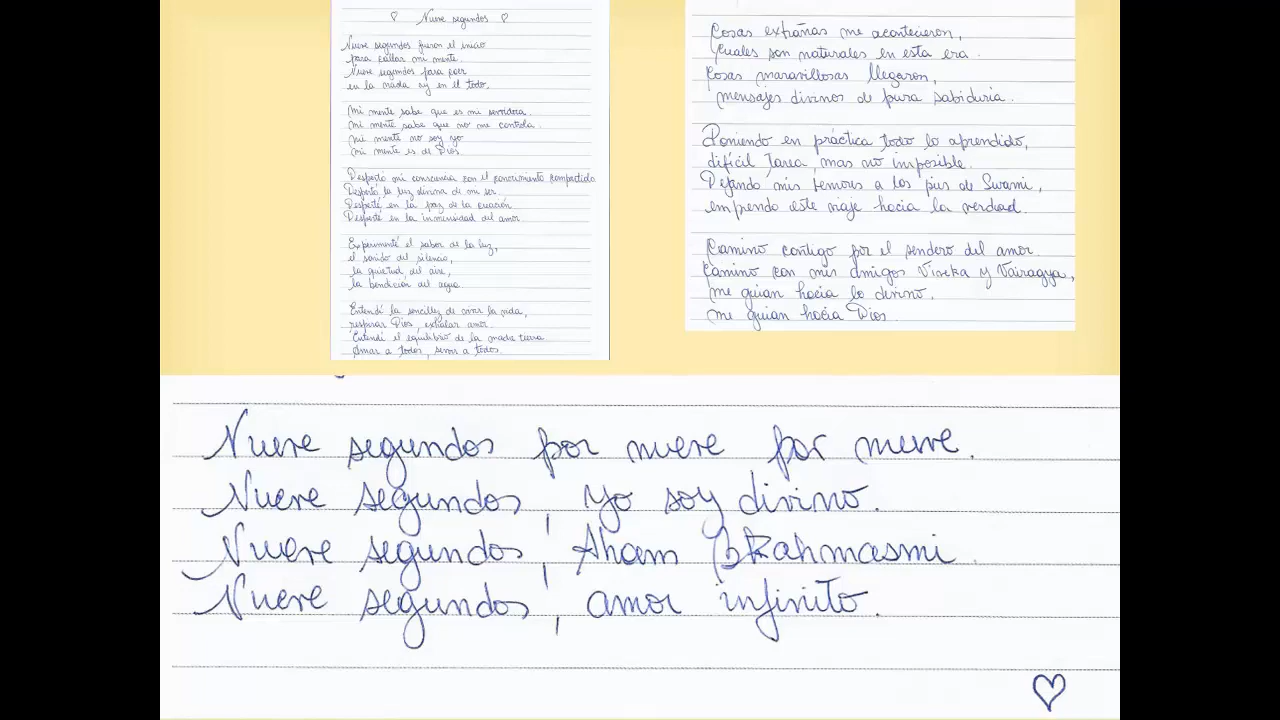 ♡ Nueve segundos ♡
Nueve segundos fueron el inicio
para callar mi mente.
Nueve segundos para caer
en la nada y en el todo.
Mi mente sabe que es mi servidora
mi mente sabe que no me controla.
mi mente no soy yo
mi mente es de Dios.
Desperté mi consciencia con el conocimiento compartido
Desperté la luz divina de mi ser.
Desperté en la paz de la creación
Desperté en la inmensidad del amor.
Experimenté el sabor de la luz,
el sonido del silencio,
la quietud del aire,
la bendición del agua.
Entendí la sencillez de vivir la vida,
respirar Dios, exhalar amor.
Entendí el equilibrio de la madre tierra
Amar a todos, servir a todos.
Cosas extrañas me acontecieron,
Cuales son naturales en esta era.
Cosas maravillosas llegaron,
mensajes divinos de pura sabiduria.
Poniendo en práctica todo lo aprendido,
difícil tarea mas no imposible.
Dejando mis temores a los pies de Swami,
emprendo este viaje hacia la verdad.
Camino contigo por el sendero del amor.
Camino con mis amigos Viveka y Vairagya,
me guian hacia lo divino.
me guian hacia Dios.
Nueve segundos por nueve por nueve.
Nueve segundos, yo soy divino.
Nueve segundos, Aham BRahmasmi.
Nueve segundos, amor infinito.
♡